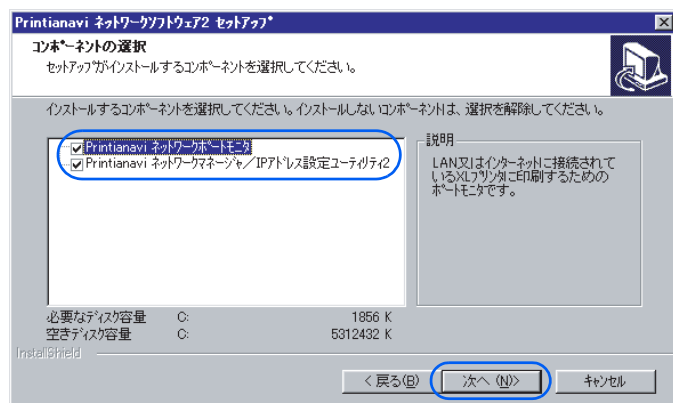 Printianavi ネットワークソフトウェア2 セットアップ
コンポーネントの選択
セットアップがインストールするコンポーネントを選択してください。
インストールするコンポーネントを選択してください。インストールしないコンポーネントは、選択を解除してください。
Printianavi ネットワークポートモニタ
Printianavi ネットワークマネージャ／IPアドレス設定ユーティリティ2
説明
LAN又はインターネットに接続されて
いるXLプリンタに印刷するための
ポートモニタです。
必要なディスク容量 C: 1856 K
空きディスク容量 C: 5312432 K
InstallShield
< 戻る(B) 次へ (N)> キャンセル